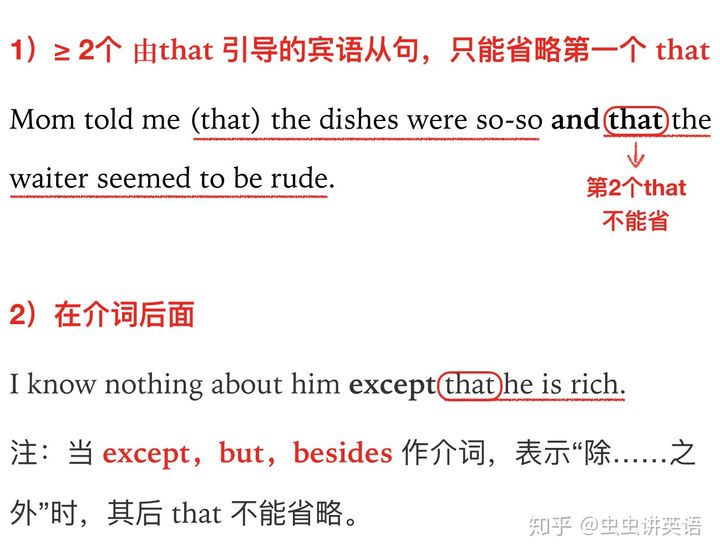 1）≥ 2个 由that 引导的宾语从句，只能省略第一个 that
Mom told me (that) the dishes were so-so and that the
waiter seemed to be rude.
第2个that
不能省
2）在介词后面
I know nothing about him except that he is rich.
注：当 except，but，besides 作介词，表示“除……之
外”时，其后 that 不能省略。
知乎 @虫虫讲英语